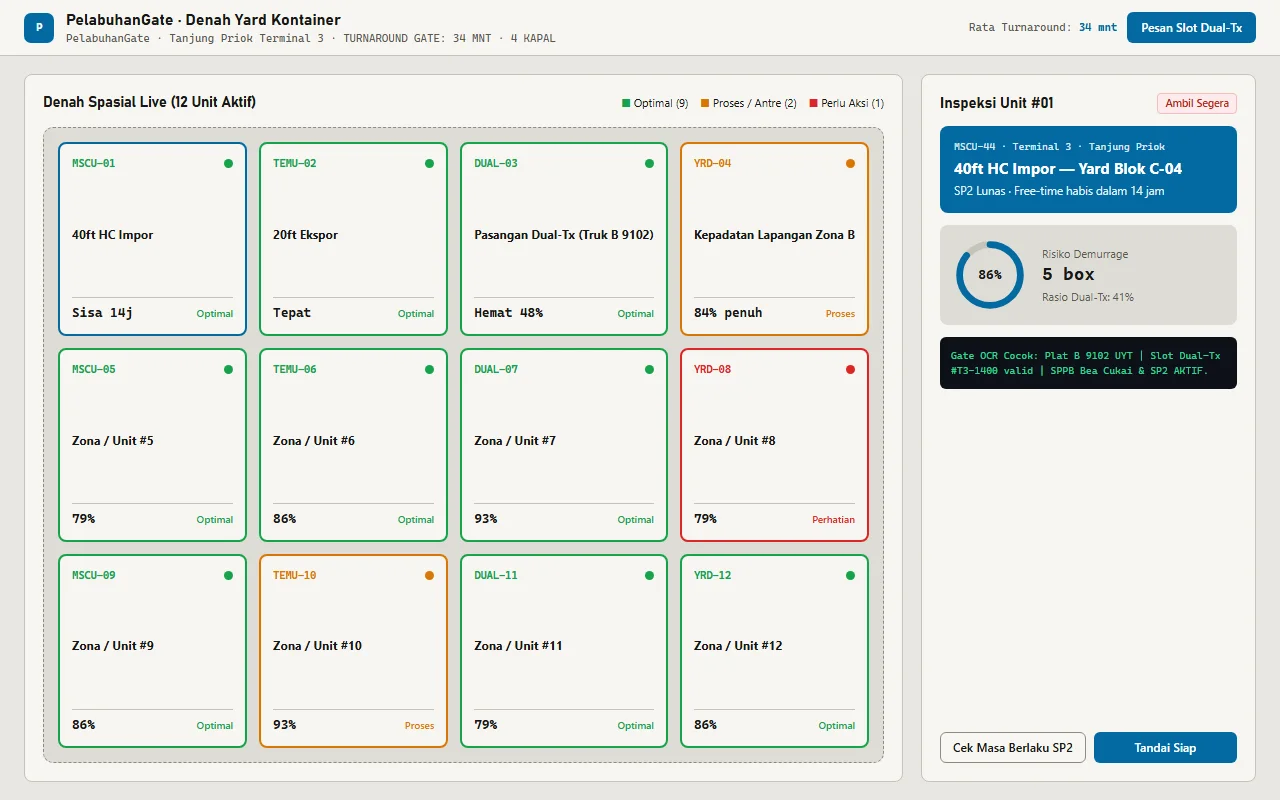 P
PelabuhanGate · Denah Yard Kontainer
PelabuhanGate · Tanjung Priok Terminal 3 · TURNAROUND GATE: 34 MNT · 4 KAPAL
Rata Turnaround: 34 mnt
Pesan Slot Dual-Tx
Denah Spasial Live (12 Unit Aktif)
Optimal (9)
Proses / Antre (2)
Perlu Aksi (1)
MSCU-01
40ft HC Impor
Sisa 14j
Optimal
TEMU-02
20ft Ekspor
Tepat
Optimal
DUAL-03
Pasangan Dual-Tx (Truk B 9102)
Hemat 48%
Optimal
YRD-04
Kepadatan Lapangan Zona B
84% penuh
Proses
MSCU-05
Zona / Unit #5
79%
Optimal
TEMU-06
Zona / Unit #6
86%
Optimal
DUAL-07
Zona / Unit #7
93%
Optimal
YRD-08
Zona / Unit #8
79%
Perhatian
MSCU-09
Zona / Unit #9
86%
Optimal
TEMU-10
Zona / Unit #10
93%
Proses
DUAL-11
Zona / Unit #11
79%
Optimal
YRD-12
Zona / Unit #12
86%
Optimal
Inspeksi Unit #01
Ambil Segera
MSCU-44 · Terminal 3 · Tanjung Priok
40ft HC Impor — Yard Blok C-04
SP2 Lunas · Free-time habis dalam 14 jam
86%
Risiko Demurrage
5 box
Rasio Dual-Tx: 41%
Gate OCR Cocok: Plat B 9102 UYT | Slot Dual-Tx
#T3-1400 valid | SPPB Bea Cukai & SP2 AKTIF.
Cek Masa Berlaku SP2
Tandai Siap